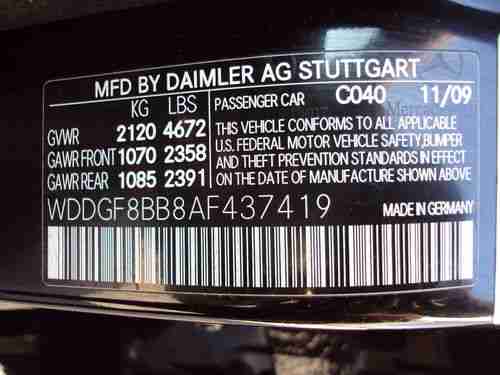 MFD BY DAIMLER AG STUTTGART
KG LBS PASSENGER CAR C040 11/09
GVWR 2120 4672
GAWR FRONT 1070 2358
GAWR REAR 1085 2391
THIS VEHICLE CONFORMS TO ALL APPLICABLE
U.S. FEDERAL MOTOR VEHICLE SAFETY, BUMPER
AND THEFT PREVENTION STANDARDS IN EFFECT
ON THE DATE OF MANUFACTURE SHOWN ABOVE.
WDDGF8BB8AF437419 MADE IN GERMANY